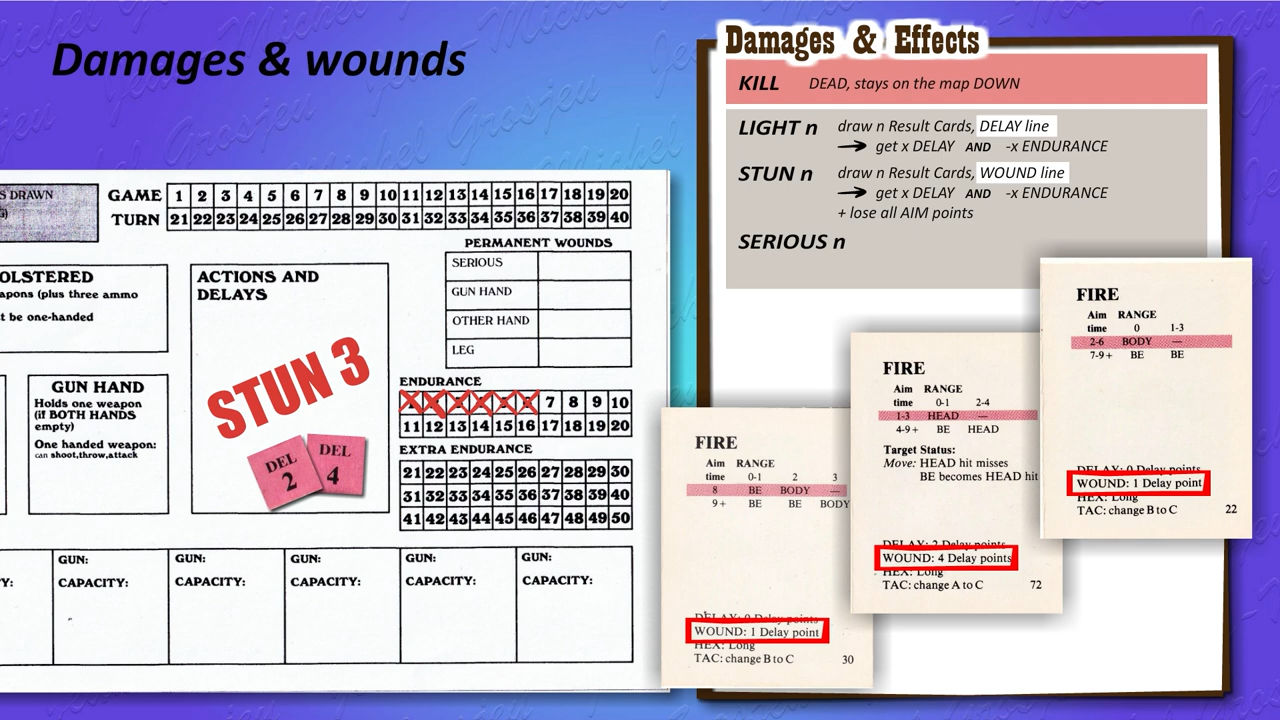 Damages & wounds
Damages & Effects
KILL DEAD, stays on the map DOWN
LIGHT n draw n Result Cards, DELAY line
get x DELAY AND -x ENDURANCE
STUN n draw n Result Cards, WOUND line
get x DELAY AND -x ENDURANCE
+ lose all AIM points
SERIOUS n
S DRAWN
GAME 1 2 3 4 5 6 7 8 9 10 11 12 13 14 15 16 17 18 19 20
TURN 21 22 23 24 25 26 27 28 29 30 31 32 33 34 35 36 37 38 39 40
PERMANENT WOUNDS
SERIOUS
GUN HAND
OTHER HAND
LEG
OLSTERED
apons (plus three ammo
t be one-handed
ACTIONS AND
DELAYS
STUN 3
DEL
2
DEL
4
GUN HAND
Holds one weapon
(if BOTH HANDS
empty)
One handed weapon:
can shoot,throw,attack
ENDURANCE
7 8 9 10
11 12 13 14 15 16 17 18 19 20
EXTRA ENDURANCE
21 22 23 24 25 26 27 28 29 30
31 32 33 34 35 36 37 38 39 40
41 42 43 44 45 46 47 48 49 50
GUN: GUN: GUN: GUN: GUN:
Y: CAPACITY: CAPACITY: CAPACITY: CAPACITY: CAPACITY:
FIRE
Aim RANGE
time 0-1 2 3
8 BE BODY —
9+ BE BE BODY
DELAY: 0 Delay points
WOUND: 1 Delay point
HEX: Long
TAC: change B to C 30
FIRE
Aim RANGE
time 0-1 2-4
1-3 HEAD —
4-9+ BE HEAD
Target Status:
Move: HEAD hit misses
BE becomes HEAD hit
DELAY: 2 Delay points
WOUND: 4 Delay points
HEX: Long
TAC: change A to C 72
FIRE
Aim RANGE
time 0 1-3
2-6 BODY —
7-9+ BE BE
DELAY: 0 Delay points
WOUND: 1 Delay point
HEX: Long
TAC: change B to C 22
Jean-Michel Grosjeu